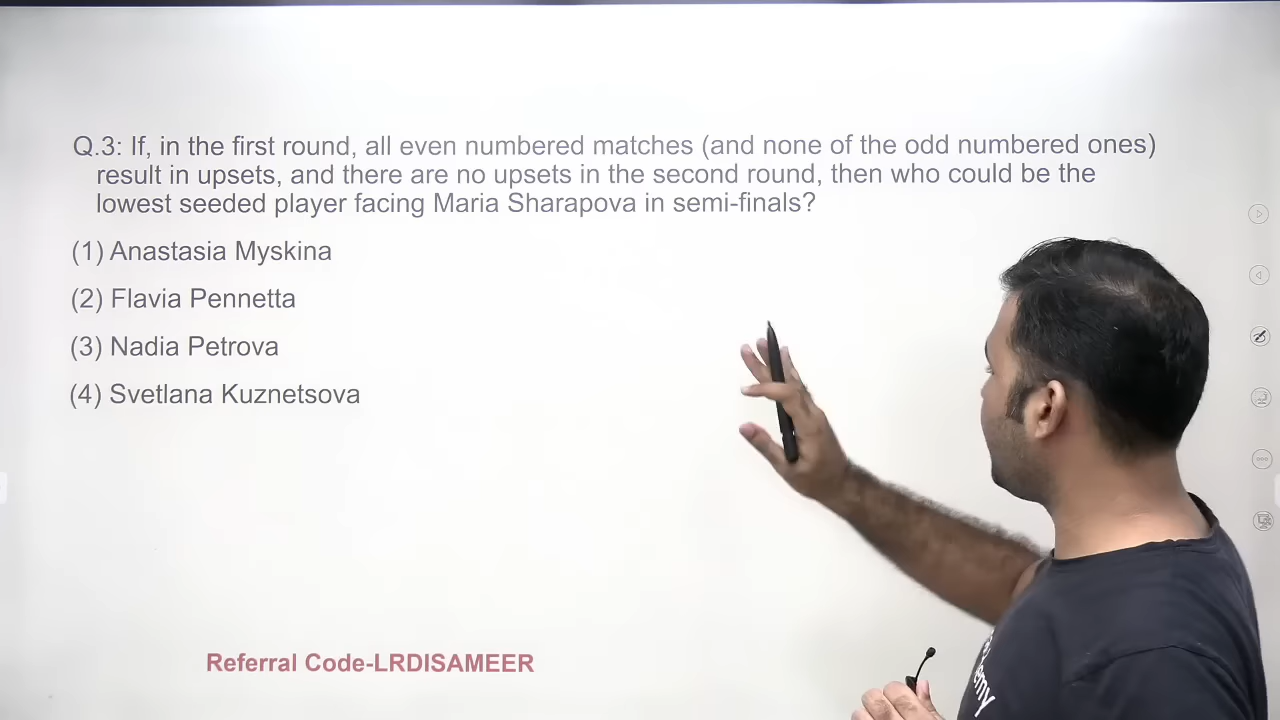 Q.3: If, in the first round, all even numbered matches (and none of the odd numbered ones)
result in upsets, and there are no upsets in the second round, then who could be the
lowest seeded player facing Maria Sharapova in semi-finals?
(1) Anastasia Myskina
(2) Flavia Pennetta
(3) Nadia Petrova
(4) Svetlana Kuznetsova
Referral Code-LRDISAMEER